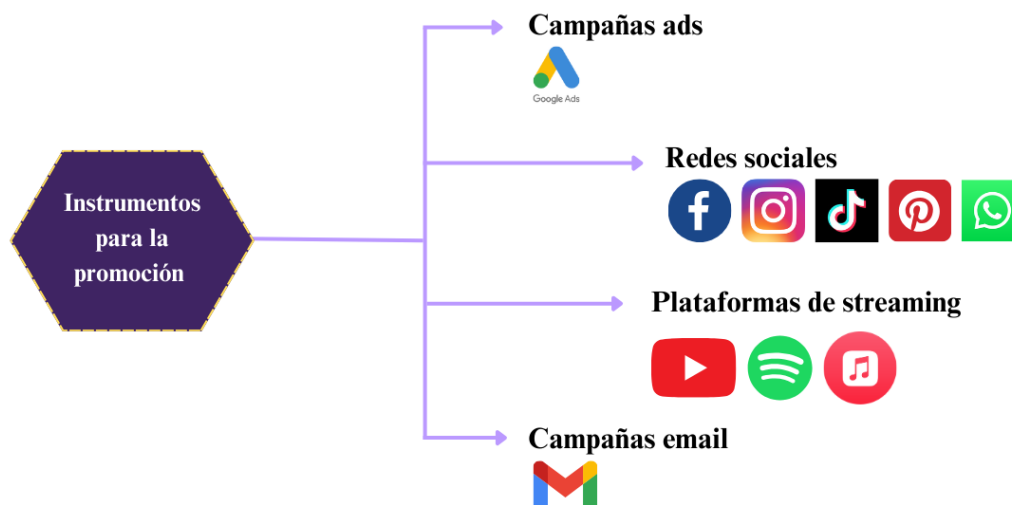 Instrumentos
para la
promoción
Campañas ads
Google Ads
Redes sociales
Plataformas de streaming
Campañas email